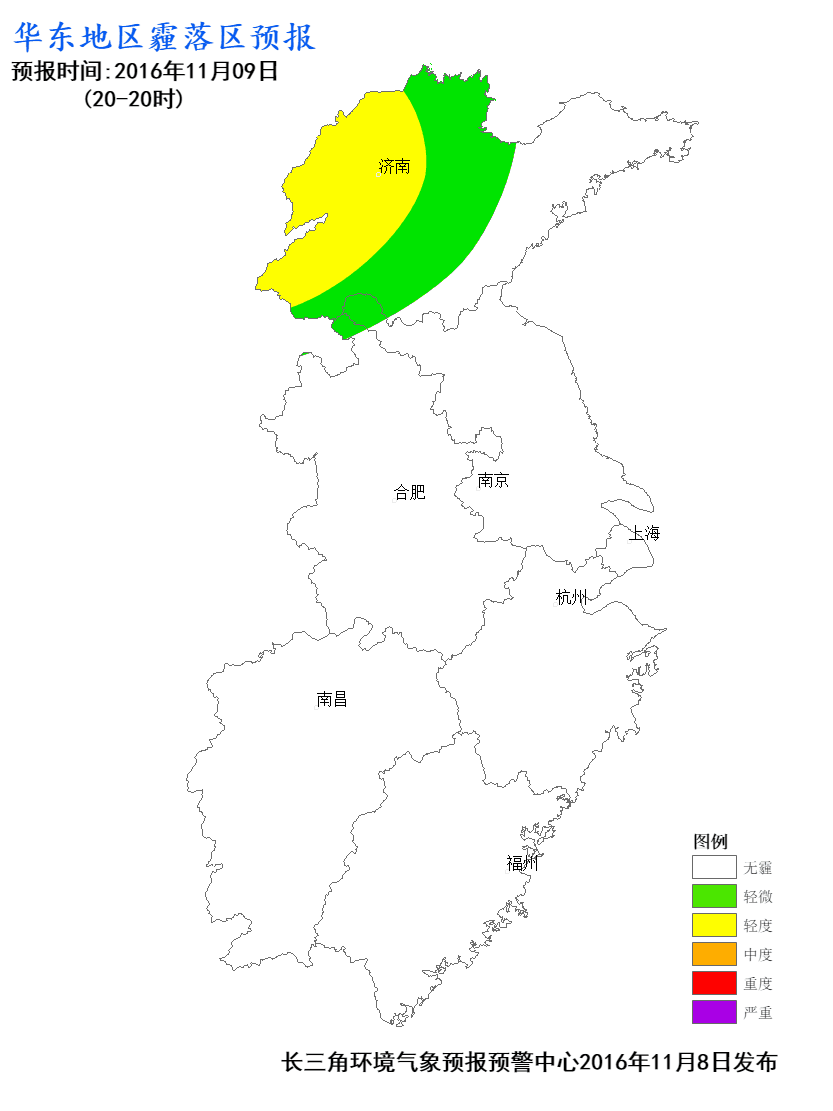 华东地区霾落区预报
预报时间:2016年11月09日
(20-20时)
济南
合肥
南京
上海
杭州
南昌
福州
图例
无霾
轻微
轻度
中度
重度
严重
长三角环境气象预报预警中心2016年11月8日发布